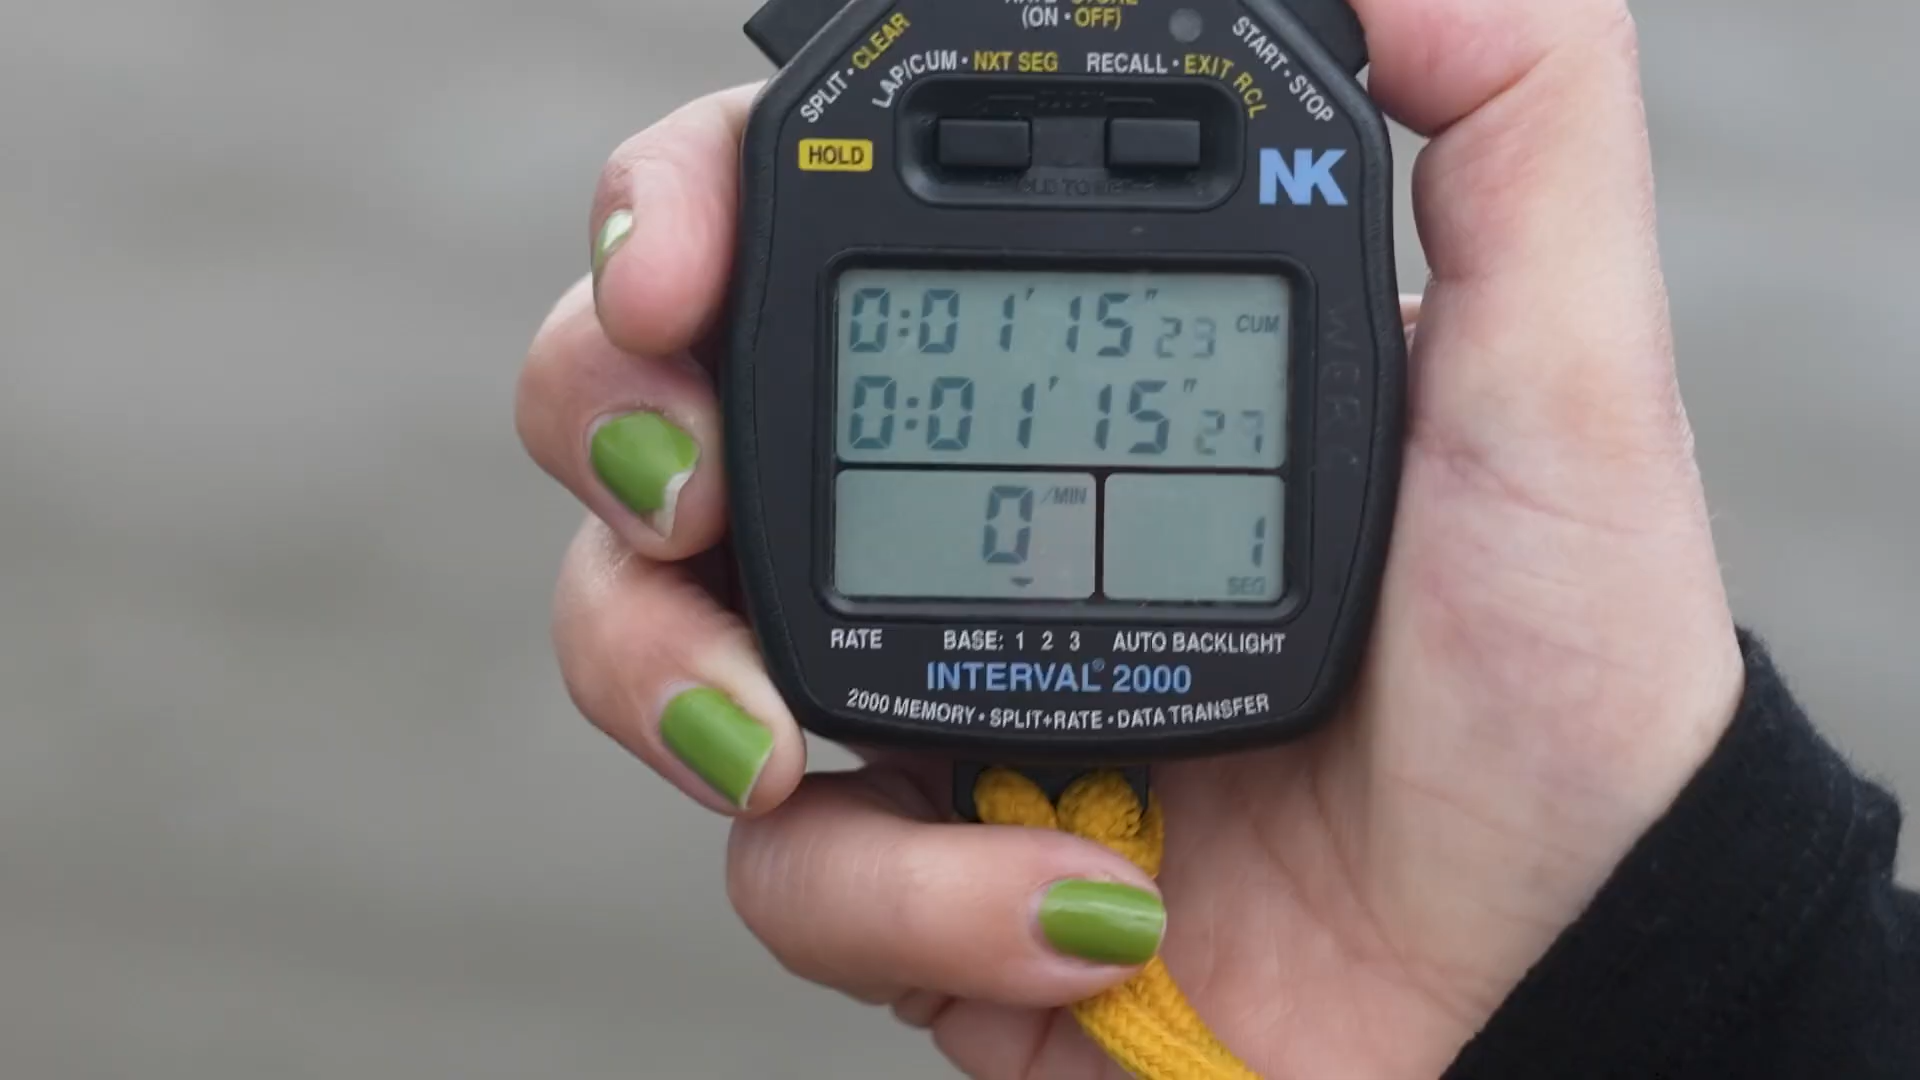 (ON · OFF)
SPLIT · CLEAR
LAP/CUM · NXT SEG
RECALL · EXIT RCL
START · STOP
HOLD
NK
0:01'15"23 CUM
0:01'15"27
0 /MIN
1
SEG
RATE BASE: 1 2 3 AUTO BACKLIGHT
INTERVAL® 2000
2000 MEMORY · SPLIT+RATE · DATA TRANSFER